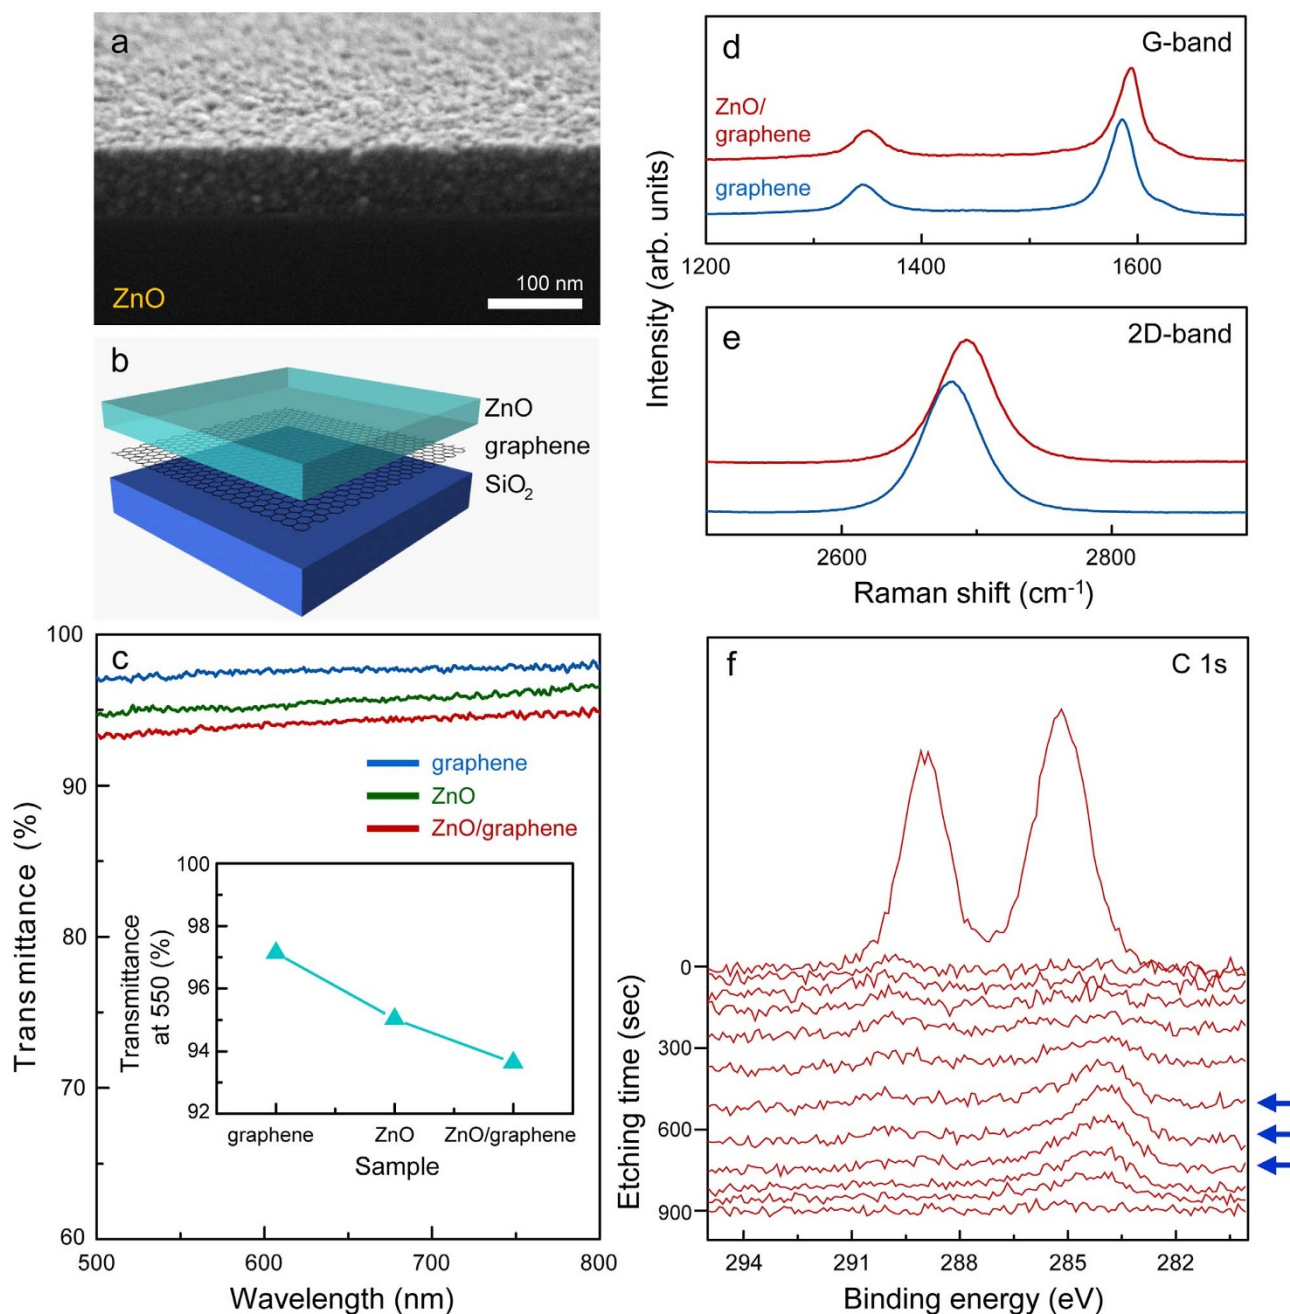 a
ZnO
100 nm
b
ZnO
graphene
SiO₂
c
100
90
80
70
60
500
600
700
800
Transmittance (%)
Wavelength (nm)
graphene
ZnO
ZnO/graphene
100
98
96
94
92
Transmittance
at 550 (%)
graphene
ZnO
ZnO/graphene
Sample
d
G-band
ZnO/
graphene
graphene
1200
1400
1600
Intensity (arb. units)
e
2D-band
2600
2800
Raman shift (cm⁻¹)
f
C 1s
0
300
600
900
Etching time (sec)
294
291
288
285
282
Binding energy (eV)